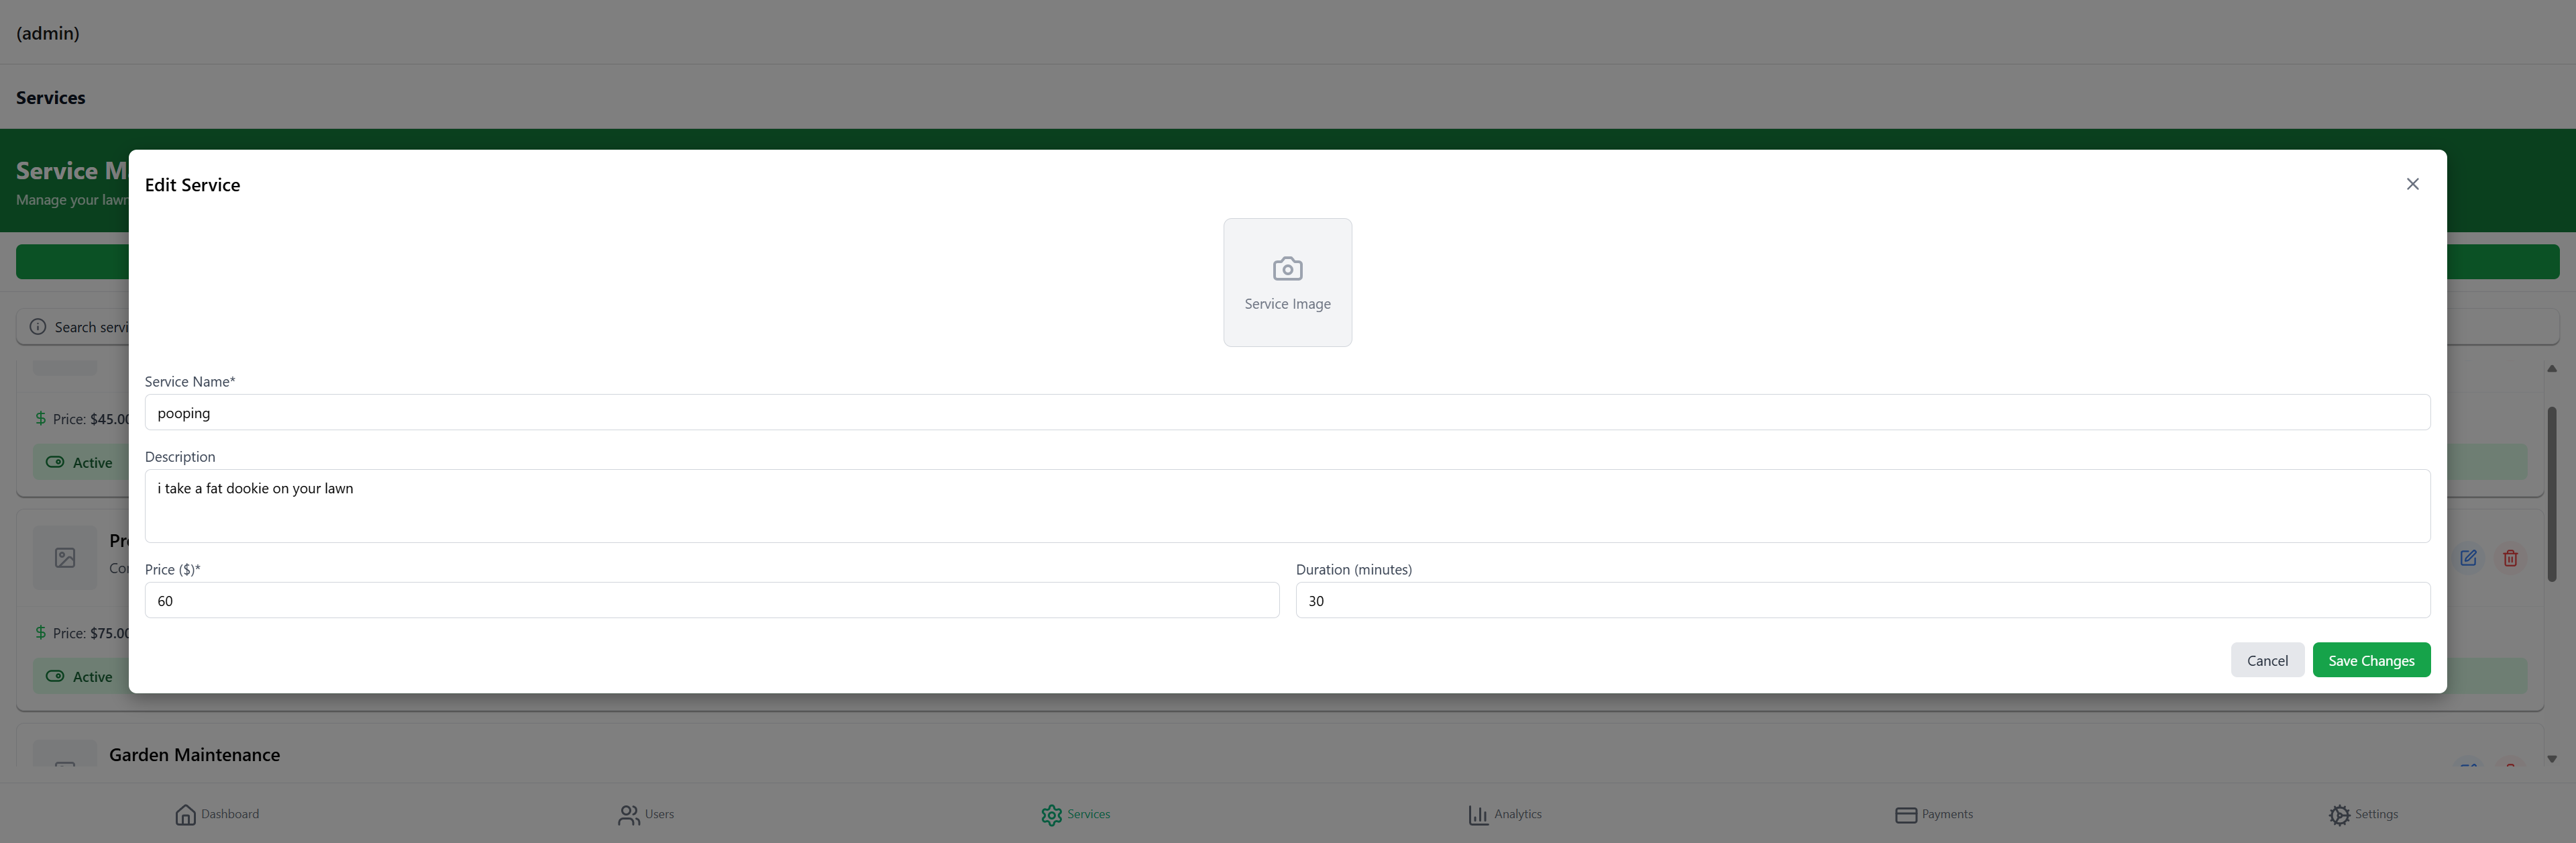 (admin)
Services
Service M
Manage your lawn
Edit Service
Service Image
Search servi
Service Name*
pooping
Price: $45.00
Description
Active
i take a fat dookie on your lawn
Pr
Co
Price ($)*
Duration (minutes)
60
30
Price: $75.00
Active
Cancel
Save Changes
Garden Maintenance
Dashboard
Users
Services
Analytics
Payments
Settings